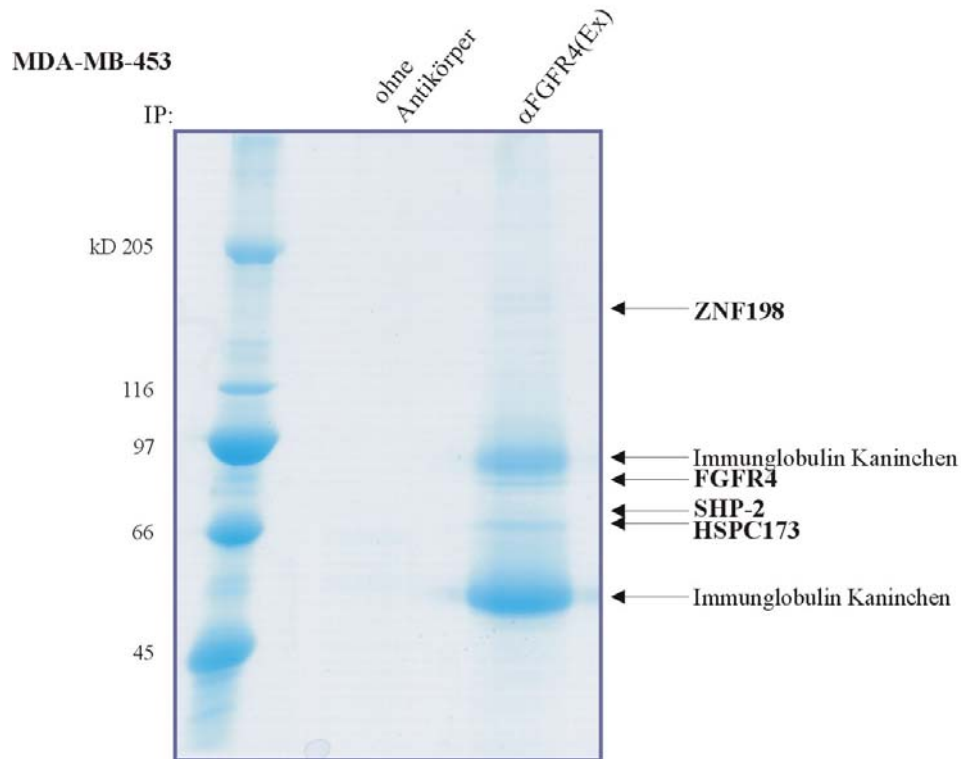 MDA-MB-453
IP:
ohne
Antikörper
αFGFR4(Ex)
kD 205
116
97
66
45
ZNF198
Immunglobulin Kaninchen
FGFR4
SHP-2
HSPC173
Immunglobulin Kaninchen